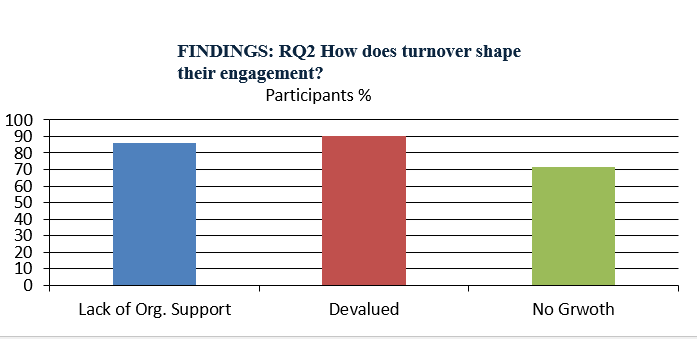 FINDINGS: RQ2 How does turnover shape
their engagement?
Participants %
100
90
80
70
60
50
40
30
20
10
0
Lack of Org. Support
Devalued
No Grwoth